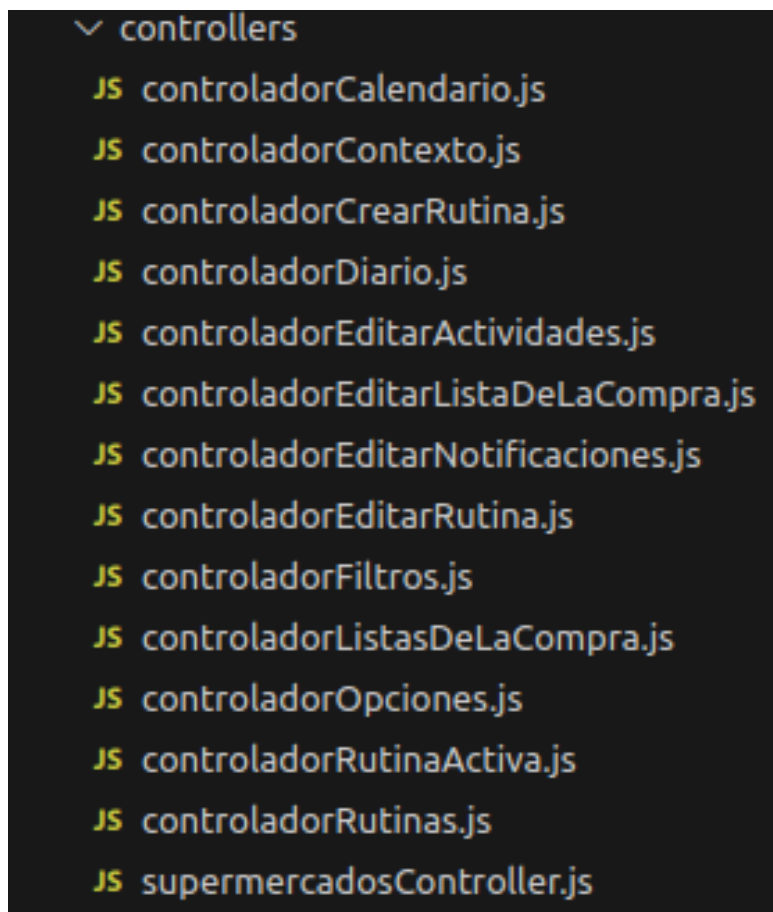 controllers
JS controladorCalendario.js
JS controladorContexto.js
JS controladorCrearRutina.js
JS controladorDiario.js
JS controladorEditarActividades.js
JS controladorEditarListaDeLaCompra.js
JS controladorEditarNotificaciones.js
JS controladorEditarRutina.js
JS controladorFiltros.js
JS controladorListasDeLaCompra.js
JS controladorOpciones.js
JS controladorRutinaActiva.js
JS controladorRutinas.js
JS supermercadosController.js